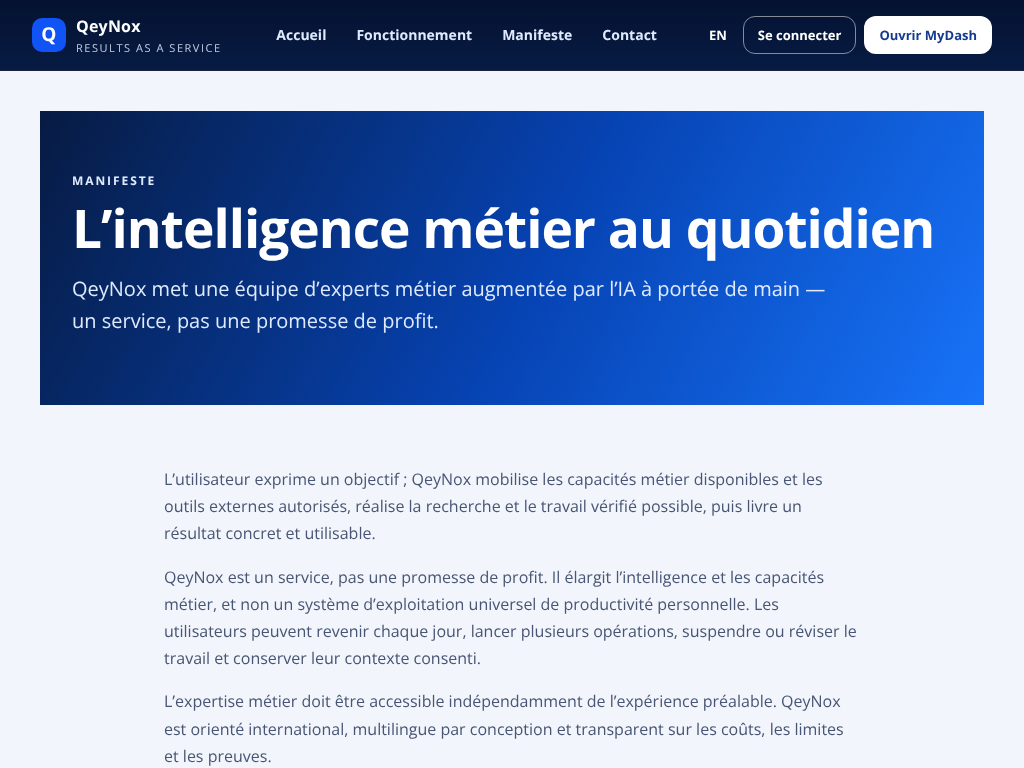 Q
QeyNox
RESULTS AS A SERVICE
Accueil
Fonctionnement
Manifeste
Contact
EN
Se connecter
Ouvrir MyDash
MANIFESTE
L’intelligence métier au quotidien
QeyNox met une équipe d’experts métier augmentée par l’IA à portée de main —
un service, pas une promesse de profit.
L’utilisateur exprime un objectif ; QeyNox mobilise les capacités métier disponibles et les
outils externes autorisés, réalise la recherche et le travail vérifié possible, puis livre un
résultat concret et utilisable.
QeyNox est un service, pas une promesse de profit. Il élargit l’intelligence et les capacités
métier, et non un système d’exploitation universel de productivité personnelle. Les
utilisateurs peuvent revenir chaque jour, lancer plusieurs opérations, suspendre ou réviser le
travail et conserver leur contexte consenti.
L’expertise métier doit être accessible indépendamment de l’expérience préalable. QeyNox
est orienté international, multilingue par conception et transparent sur les coûts, les limites
et les preuves.